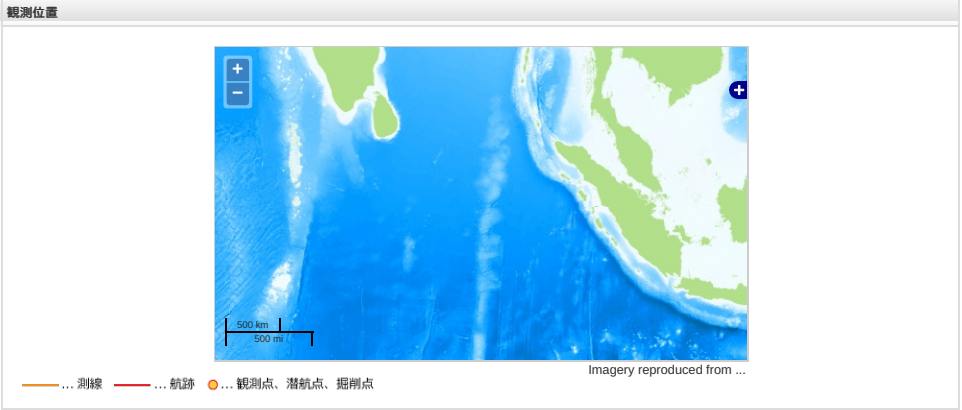 観測位置
+
−
+
500 km
500 mi
Imagery reproduced from ...
... 測線 ... 航跡 ... 観測点、潜航点、掘削点